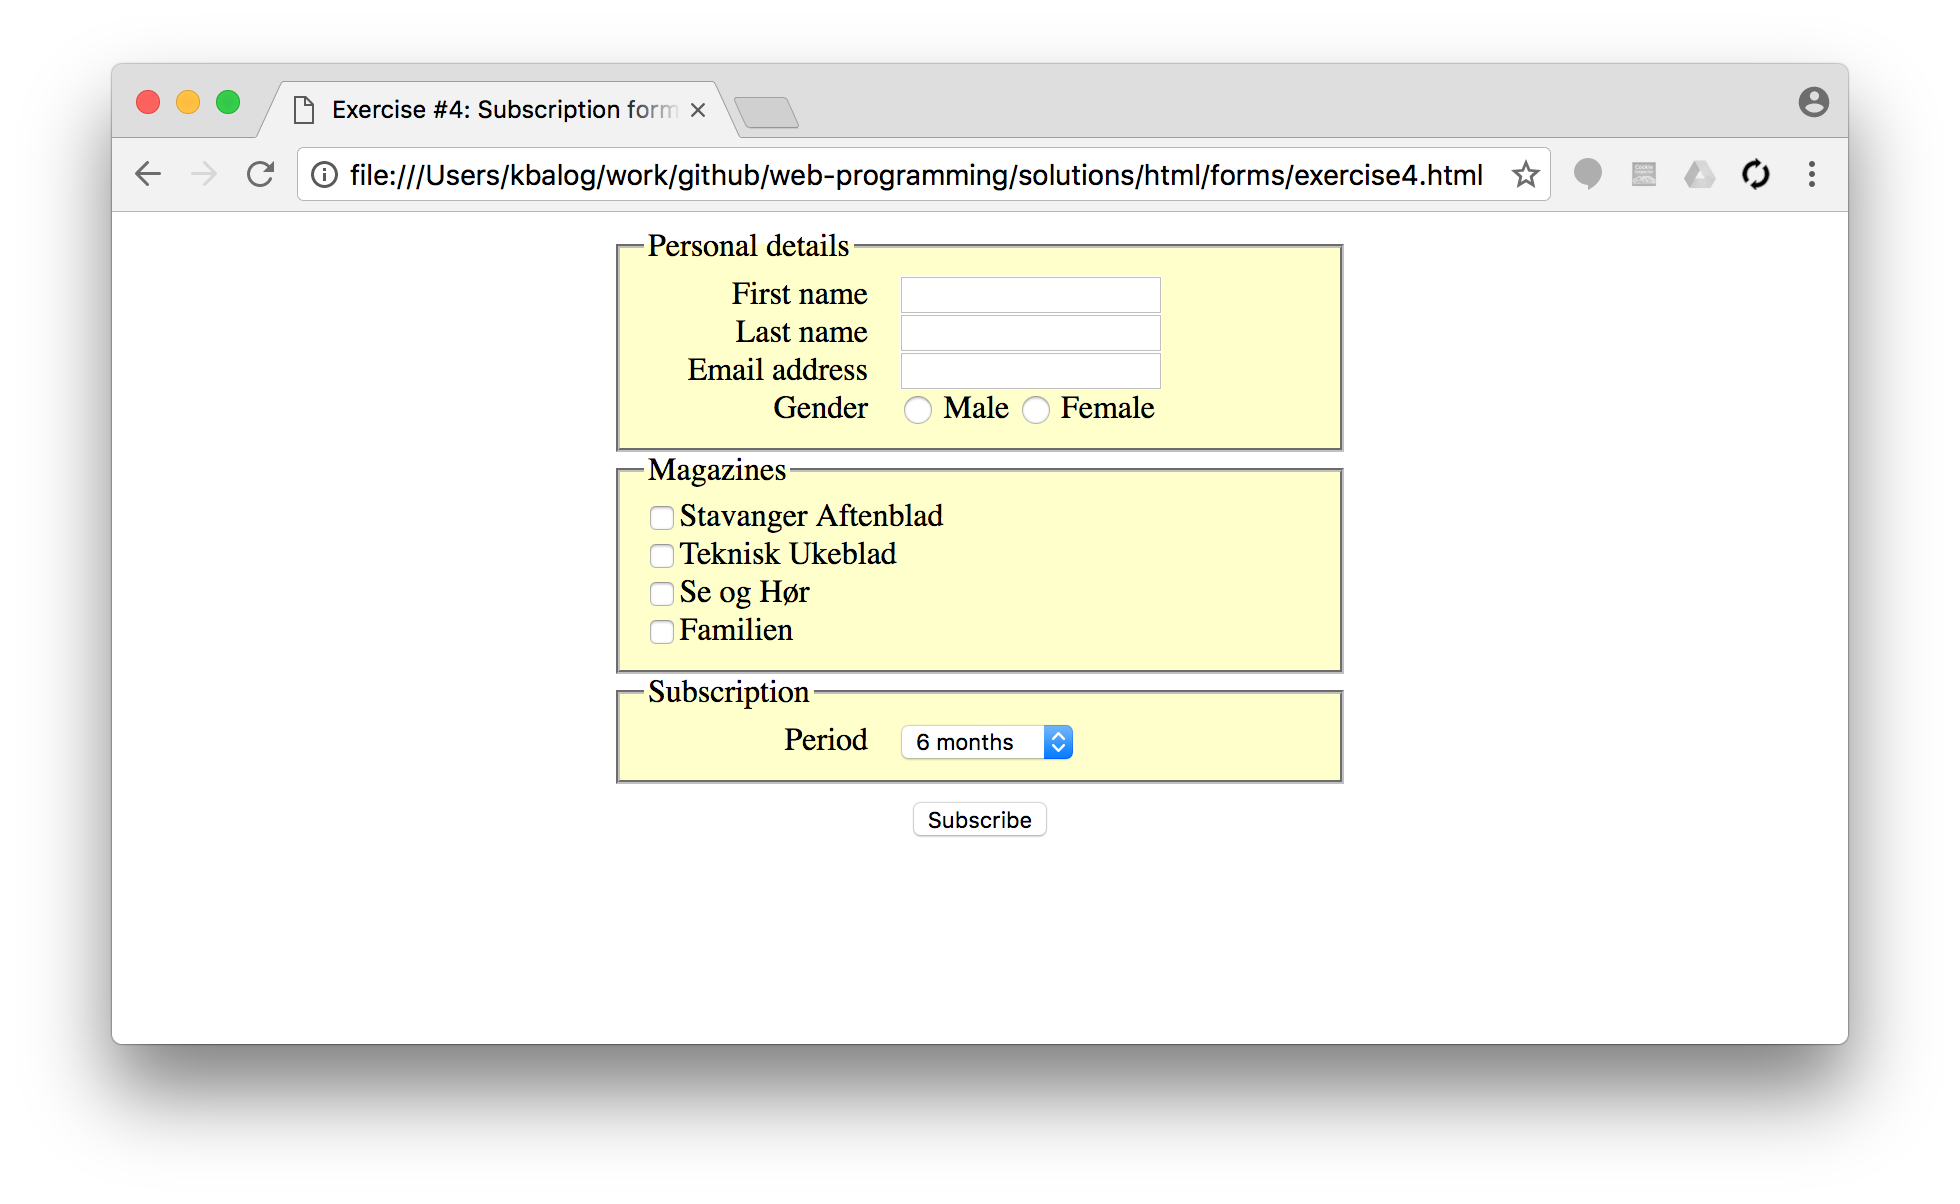 Exercise #4: Subscription form
file:///Users/kbalog/work/github/web-programming/solutions/html/forms/exercise4.html
Personal details
First name
Last name
Email address
Gender Male Female
Magazines
Stavanger Aftenblad
Teknisk Ukeblad
Se og Hør
Familien
Subscription
Period 6 months
Subscribe